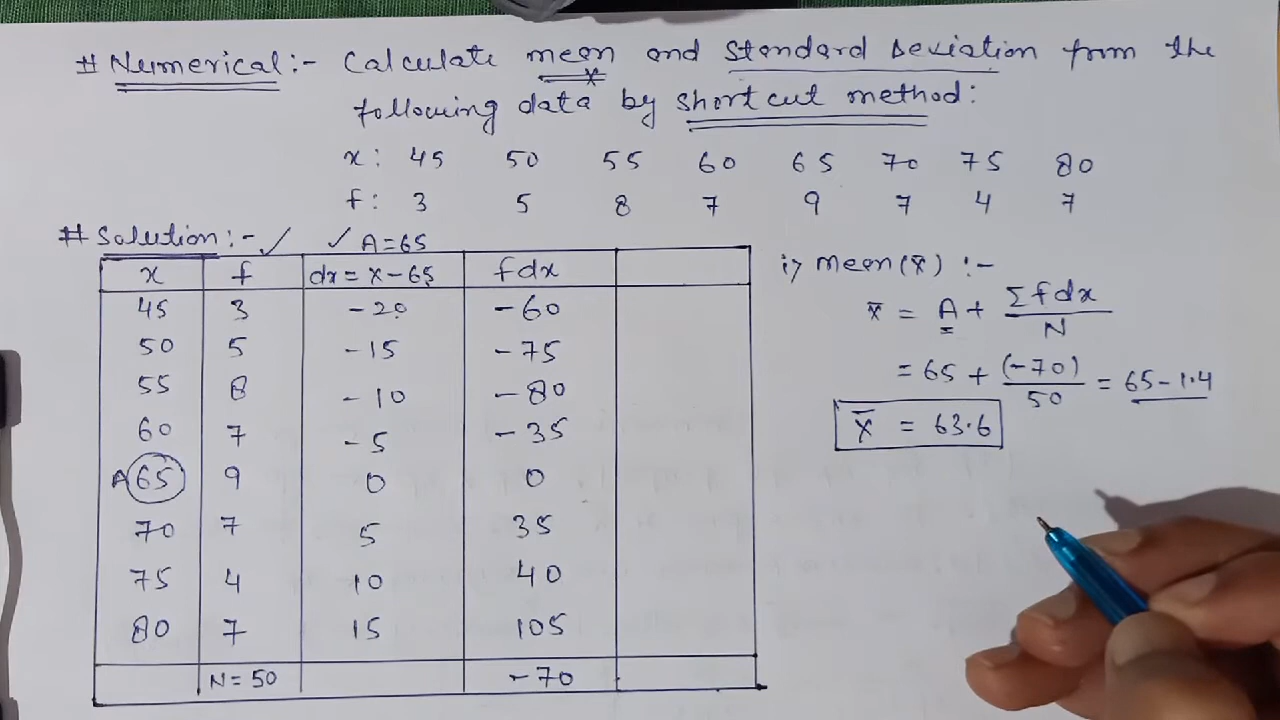 # Numerical:- Calculate mean and Standard Deviation from the
following data by short cut method:
x: 45 50 55 60 65 70 75 80
f: 3 5 8 7 9 7 4 7
# Solution:- ✓ ✓ A=65
x f dx = x-65 fdx
45 3 -20 -60
50 5 -15 -75
55 8 -10 -80
60 7 -5 -35
A 65 9 0 0
70 7 5 35
75 4 10 40
80 7 15 105
N = 50 -70
i) mean (x̄) :-
x̄ = A + Σfdx / N
= 65 + (-70) / 50 = 65-1.4
x̄ = 63.6